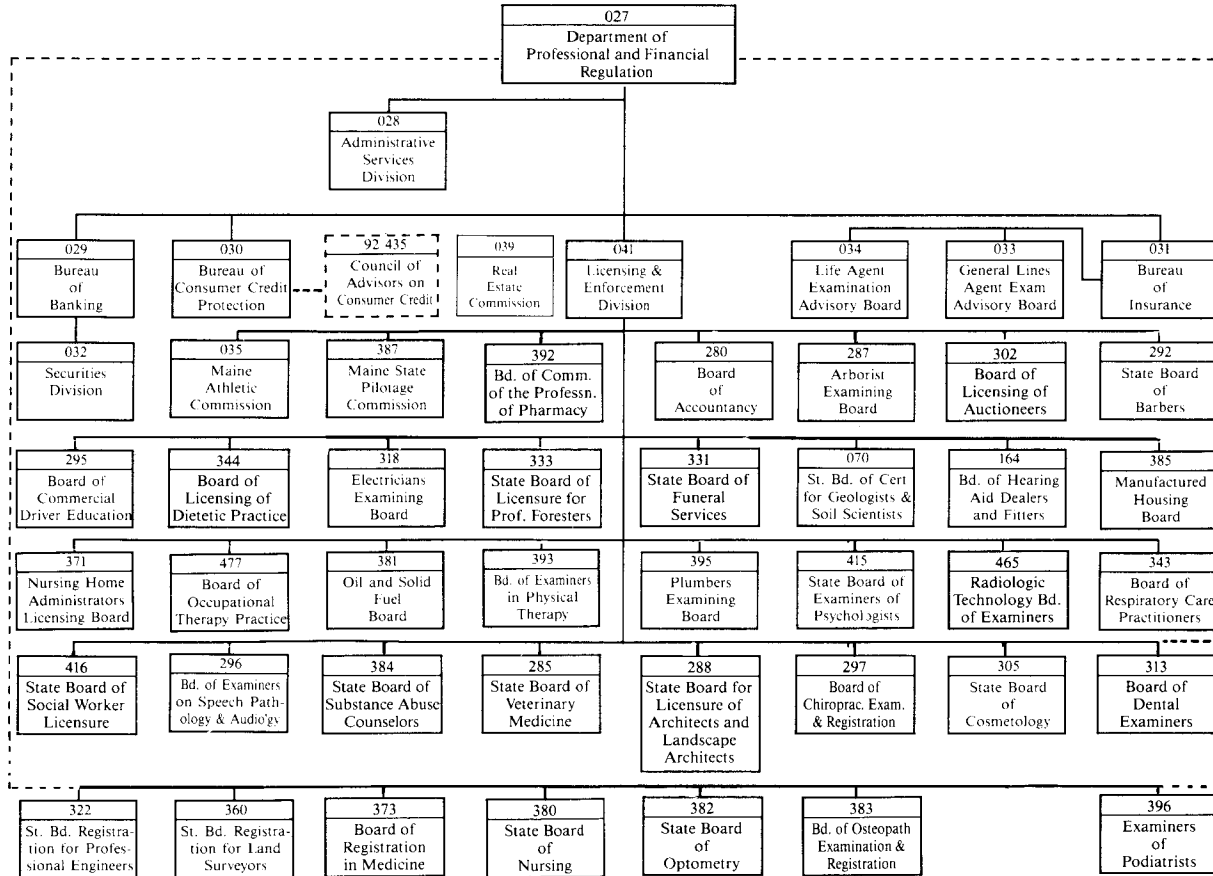 027
Department of
Professional and Financial
Regulation
028
Administrative
Services
Division
029
Bureau
of
Banking
030
Bureau of
Consumer Credit
Protection
92 435
Council of
Advisors on
Consumer Credit
039
Real
Estate
Commission
041
Licensing &
Enforcement
Division
034
Life Agent
Examination
Advisory Board
033
General Lines
Agent Exam
Advisory Board
031
Bureau
of
Insurance
032
Securities
Division
035
Maine
Athletic
Commission
387
Maine State
Pilotage
Commission
392
Bd. of Comm.
of the Professn.
of Pharmacy
280
Board
of
Accountancy
287
Arborist
Examining
Board
302
Board of
Licensing of
Auctioneers
292
State Board
of
Barbers
295
Board of
Commercial
Driver Education
344
Board of
Licensing of
Dietetic Practice
318
Electricians
Examining
Board
333
State Board of
Licensure for
Prof. Foresters
331
State Board of
Funeral
Services
070
St. Bd. of Cert
for Geologists &
Soil Scientists
164
Bd. of Hearing
Aid Dealers
and Fitters
385
Manufactured
Housing
Board
371
Nursing Home
Administrators
Licensing Board
477
Board of
Occupational
Therapy Practice
381
Oil and Solid
Fuel
Board
393
Bd. of Examiners
in Physical
Therapy
395
Plumbers
Examining
Board
415
State Board of
Examiners of
Psychologists
465
Radiologic
Technology Bd.
of Examiners
343
Board of
Respiratory Care
Practitioners
416
State Board of
Social Worker
Licensure
296
Bd. of Examiners
on Speech Path-
ology & Audio'gy
384
State Board of
Substance Abuse
Counselors
285
State Board of
Veterinary
Medicine
288
State Board for
Licensure of
Architects and
Landscape
Architects
297
Board of
Chiroprac. Exam.
& Registration
305
State Board
of
Cosmetology
313
Board of
Dental
Examiners
322
St. Bd. Registra-
tion for Profes-
sional Engineers
360
St. Bd. Registra-
tion for Land
Surveyors
373
Board of
Registration
in Medicine
380
State Board
of
Nursing
382
State Board
of
Optometry
383
Bd. of Osteopath
Examination &
Registration
396
Examiners
of
Podiatrists